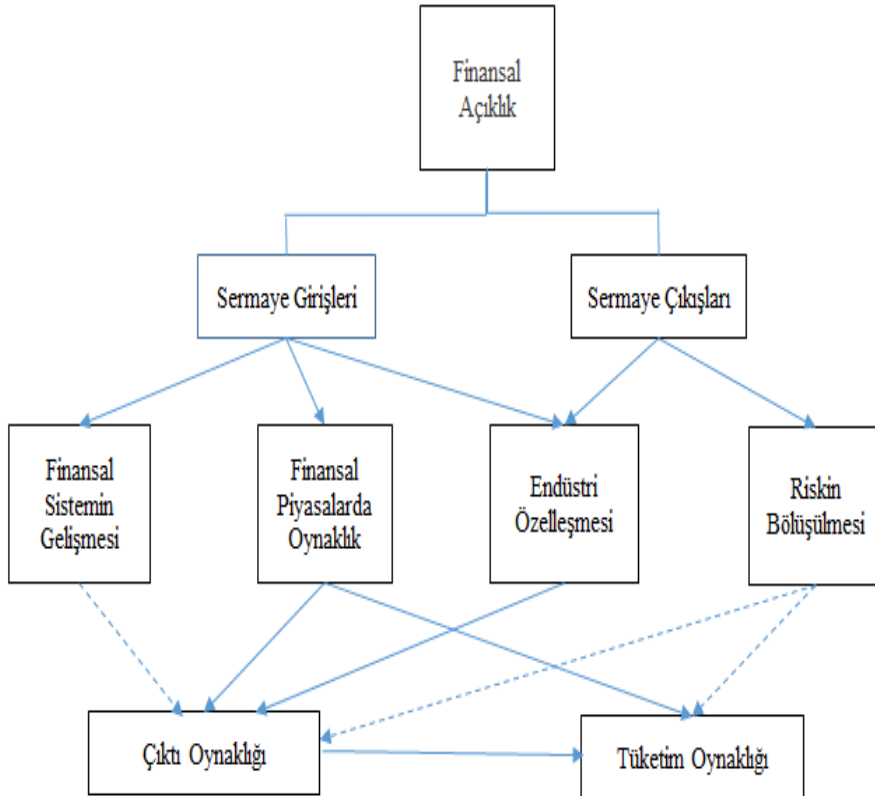 Finansal
Açıklık
Sermaye Girişleri
Sermaye Çıkışları
Finansal
Sistemin
Gelişmesi
Finansal
Piyasalarda
Oynaklık
Endüstri
Özelleşmesi
Riskin
Bölüşülmesi
Çıktı Oynaklığı
Tüketim Oynaklığı